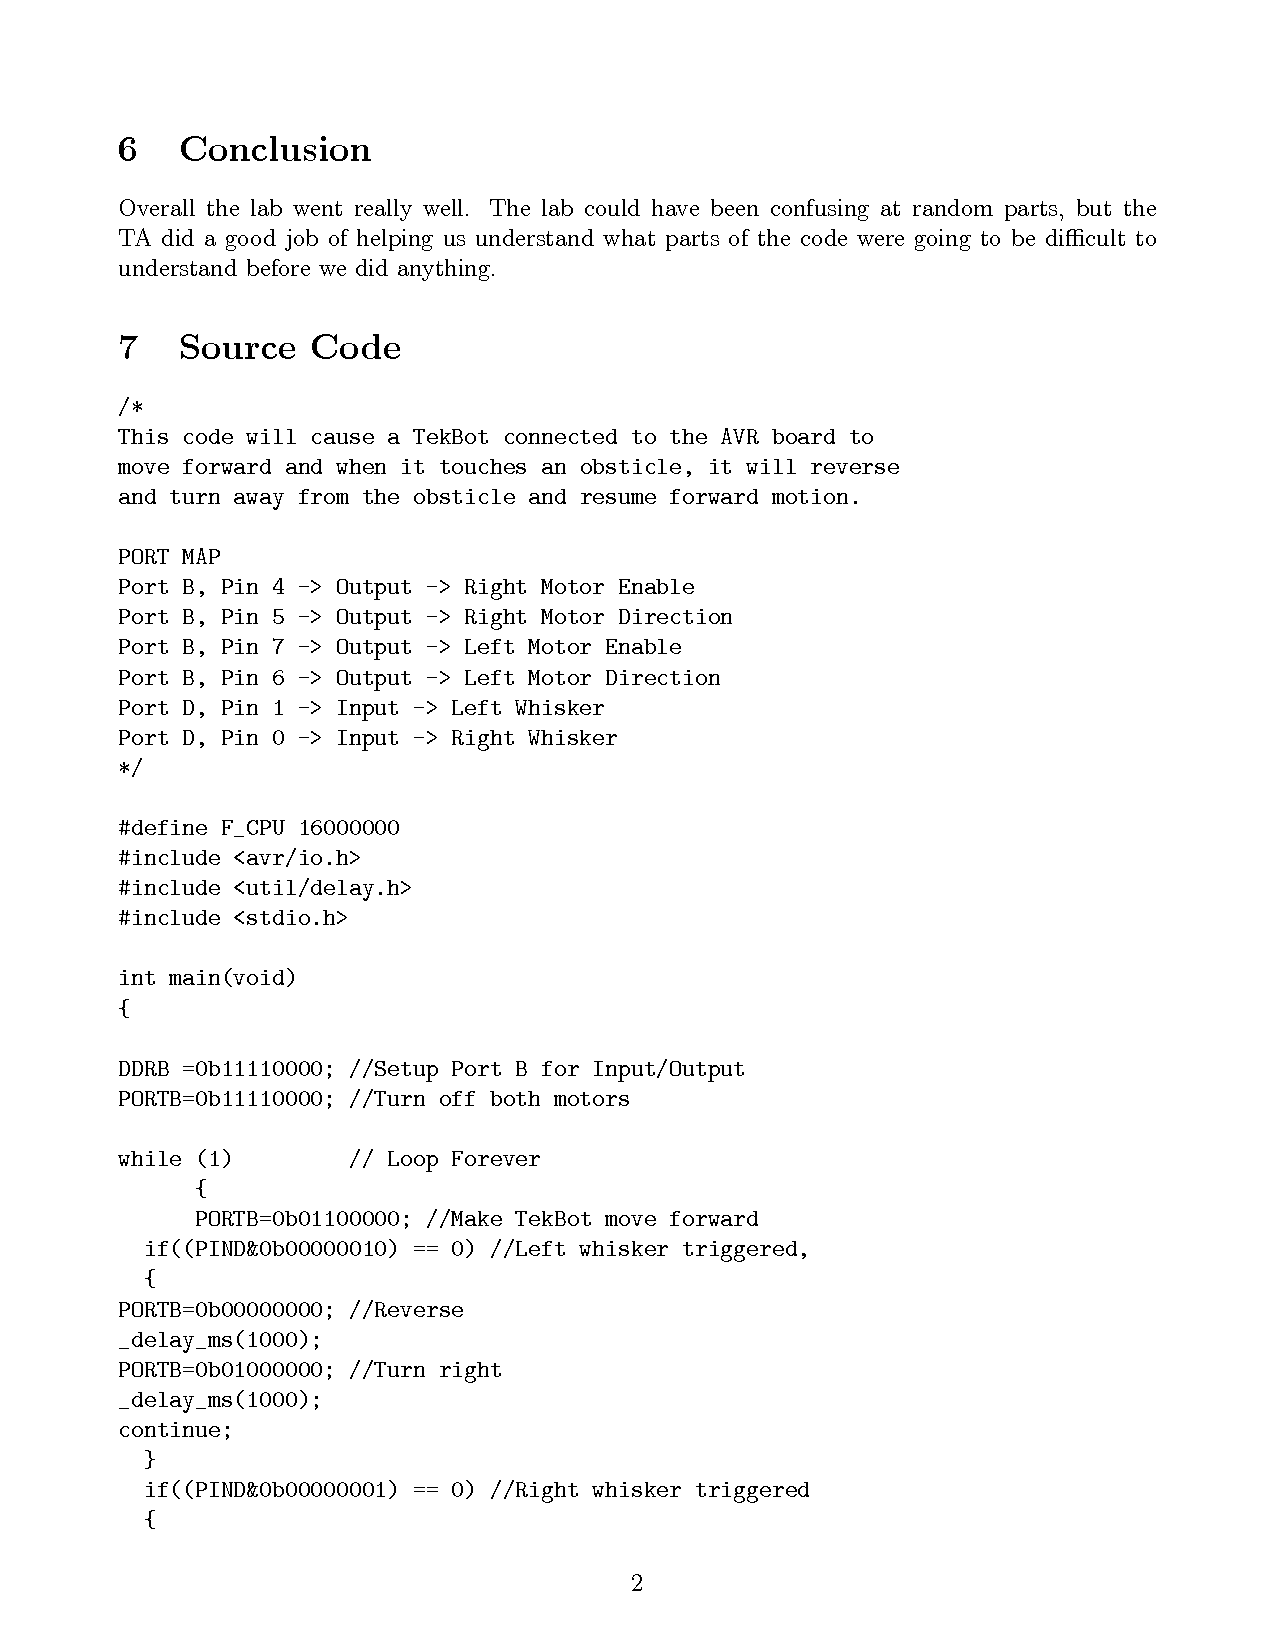 6 Conclusion
Overall the lab went really well. The lab could have been confusing at random parts, but the
TA did a good job of helping us understand what parts of the code were going to be difficult to
understand before we did anything.
7 Source Code
/*
This code will cause a TekBot connected to the AVR board to
move forward and when it touches an obsticle, it will reverse
and turn away from the obsticle and resume forward motion.
PORT MAP
Port B, Pin 4 -> Output -> Right Motor Enable
Port B, Pin 5 -> Output -> Right Motor Direction
Port B, Pin 7 -> Output -> Left Motor Enable
Port B, Pin 6 -> Output -> Left Motor Direction
Port D, Pin 1 -> Input -> Left Whisker
Port D, Pin 0 -> Input -> Right Whisker
*/
#define F_CPU 16000000
#include <avr/io.h>
#include <util/delay.h>
#include <stdio.h>
int main(void)
{
DDRB =0b11110000; //Setup Port B for Input/Output
PORTB=0b11110000; //Turn off both motors
while (1)         // Loop Forever
      {
      PORTB=0b01100000; //Make TekBot move forward
  if((PIND&0b00000010) == 0) //Left whisker triggered,
  {
PORTB=0b00000000; //Reverse
_delay_ms(1000);
PORTB=0b01000000; //Turn right
_delay_ms(1000);
continue;
  }
  if((PIND&0b00000001) == 0) //Right whisker triggered
  {
2